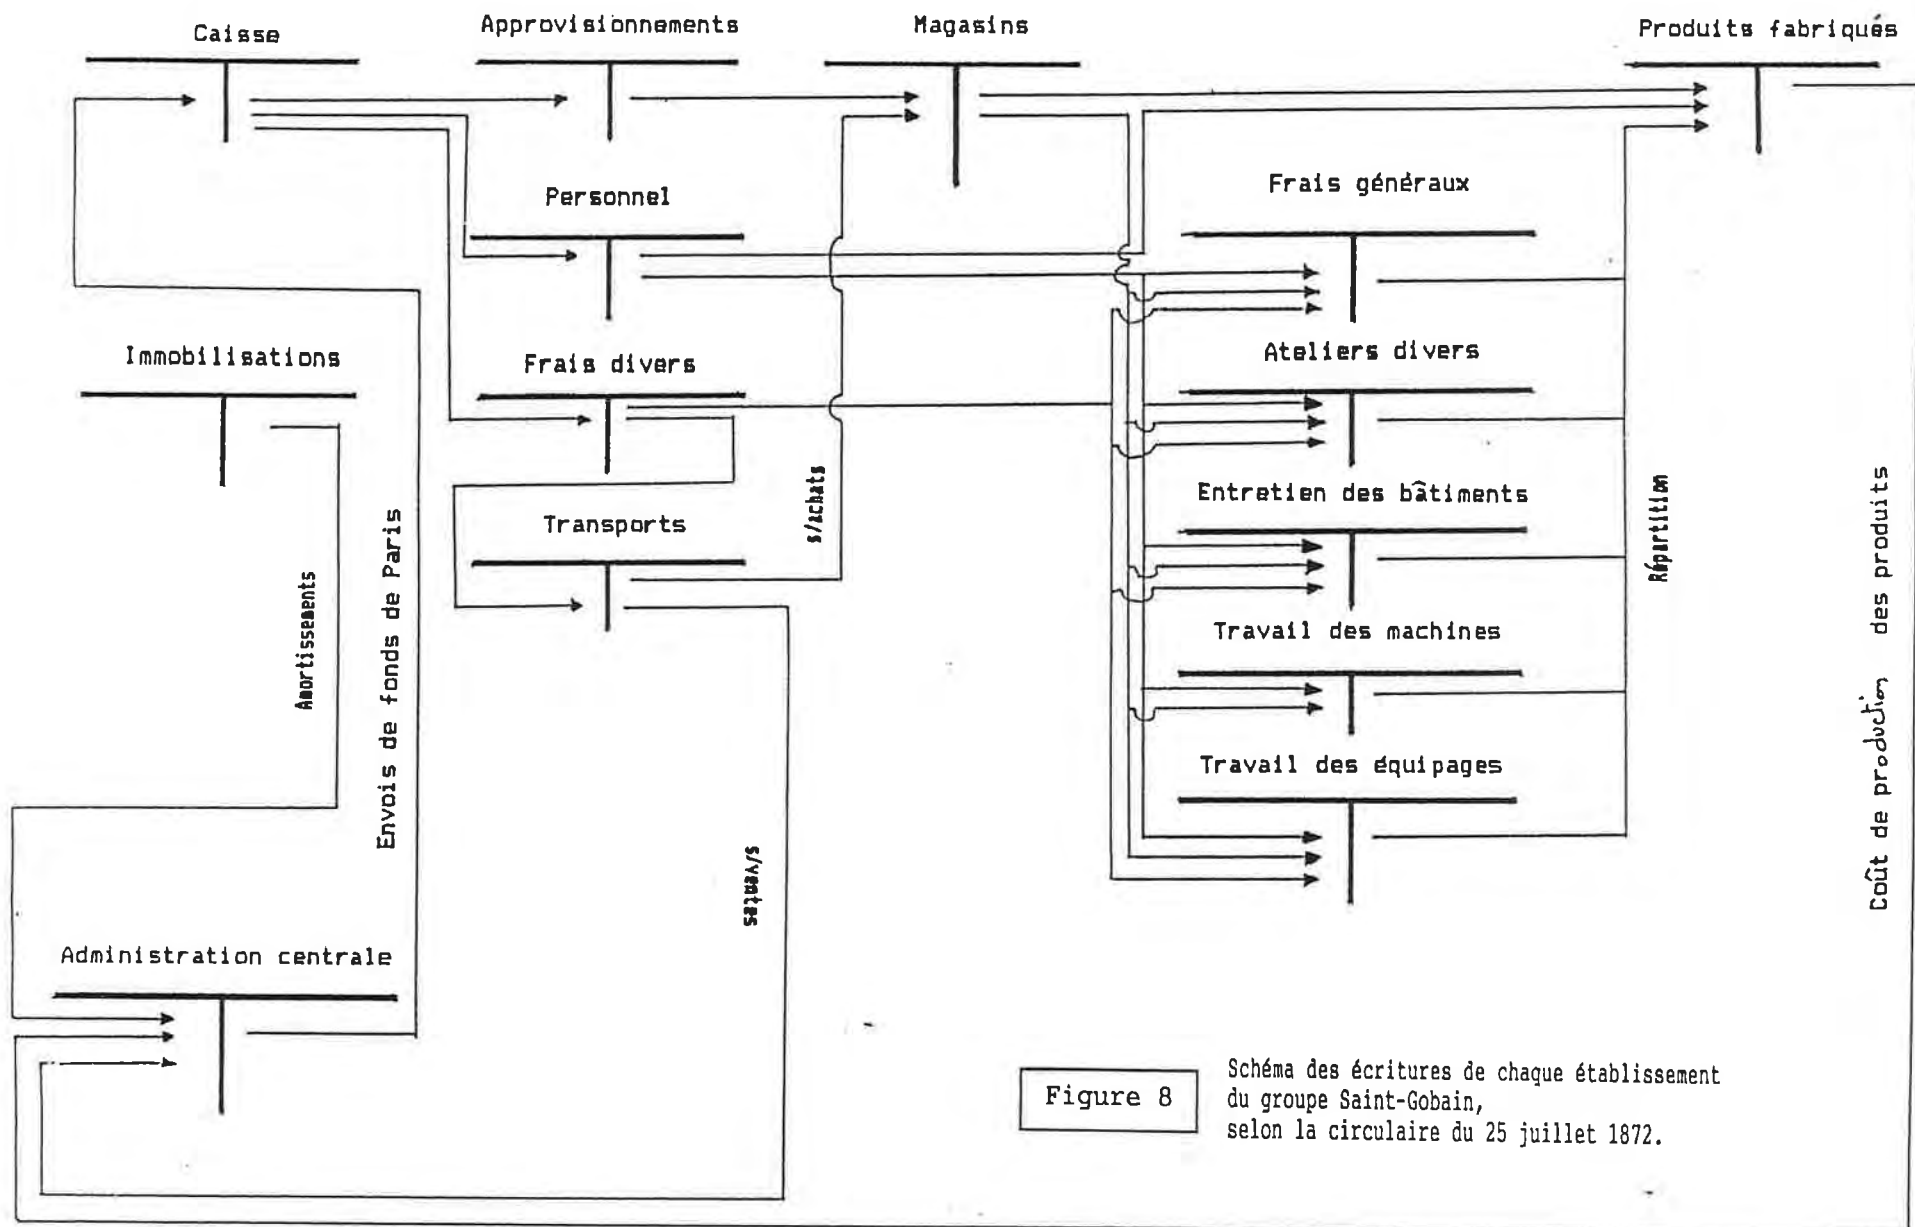 Caisse
Approvisionnements
Magasins
Produits fabriqués
Personnel
Frais généraux
Immobilisations
Frais divers
Ateliers divers
Entretien des bâtiments
Transports
s/achats
Répartition
Amortissements
Envois de fonds de Paris
Travail des machines
Travail des équipages
s/ventes
Coût de production des produits
Administration centrale
Figure 8
Schéma des écritures de chaque établissement
du groupe Saint-Gobain,
selon la circulaire du 25 juillet 1872.